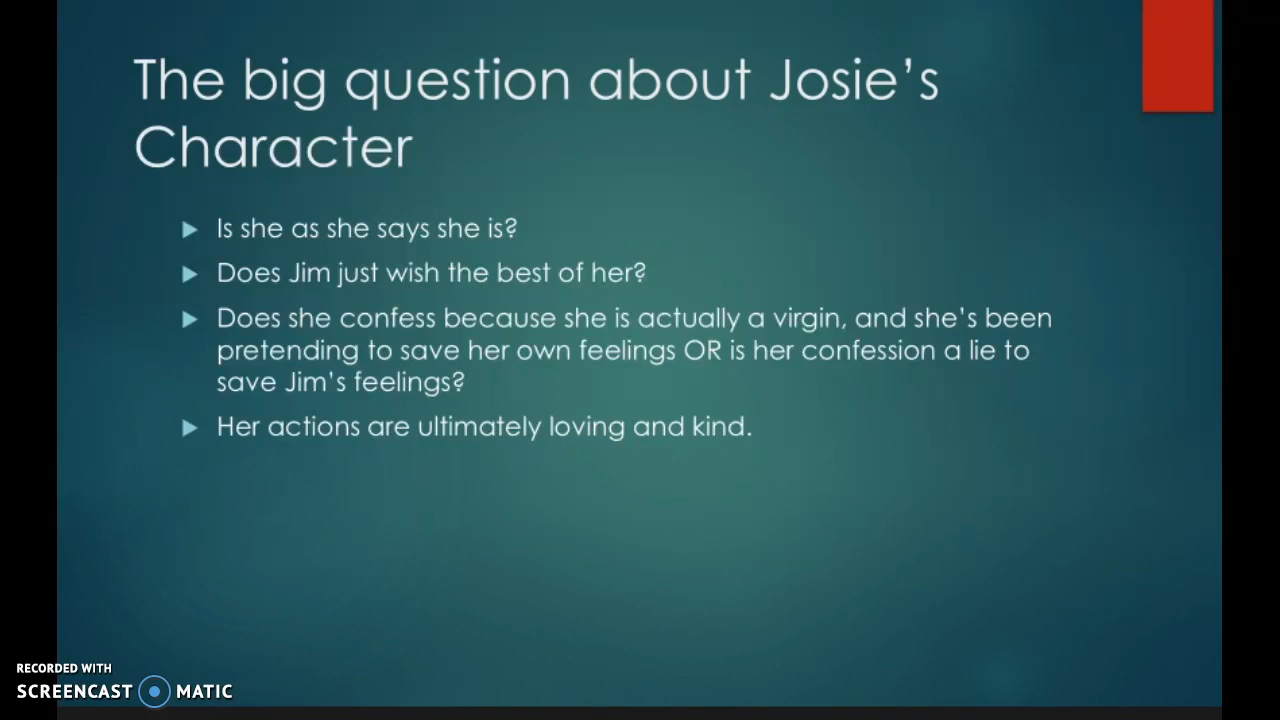 The big question about Josie’s
Character
Is she as she says she is?
Does Jim just wish the best of her?
Does she confess because she is actually a virgin, and she’s been
pretending to save her own feelings OR is her confession a lie to
save Jim’s feelings?
Her actions are ultimately loving and kind.
RECORDED WITH
SCREENCAST MATIC